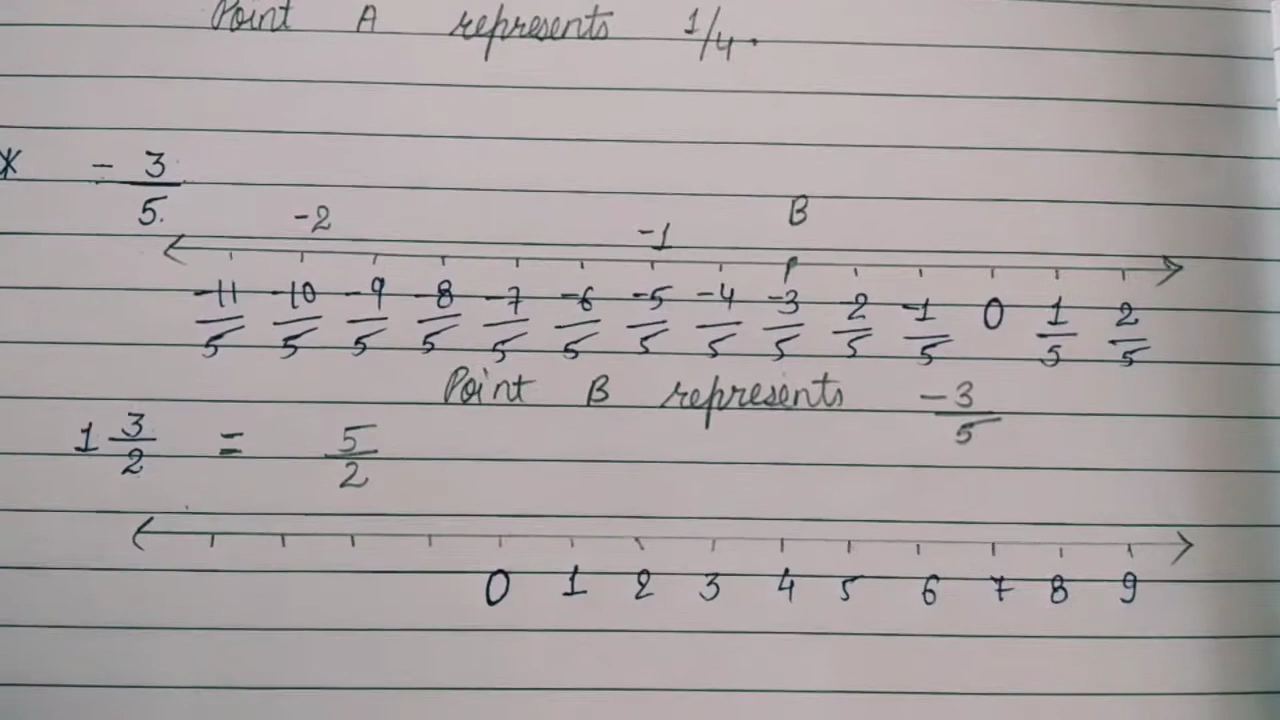 Point A represents 1/4.
* -3/5.
-2 -1 B
-11/5 -10/5 -9/5 -8/5 -7/5 -6/5 -5/5 -4/5 -3/5 -2/5 -1/5 0 1/5 2/5
Point B represents -3/5
1 3/2 = 5/2
0 1 2 3 4 5 6 7 8 9